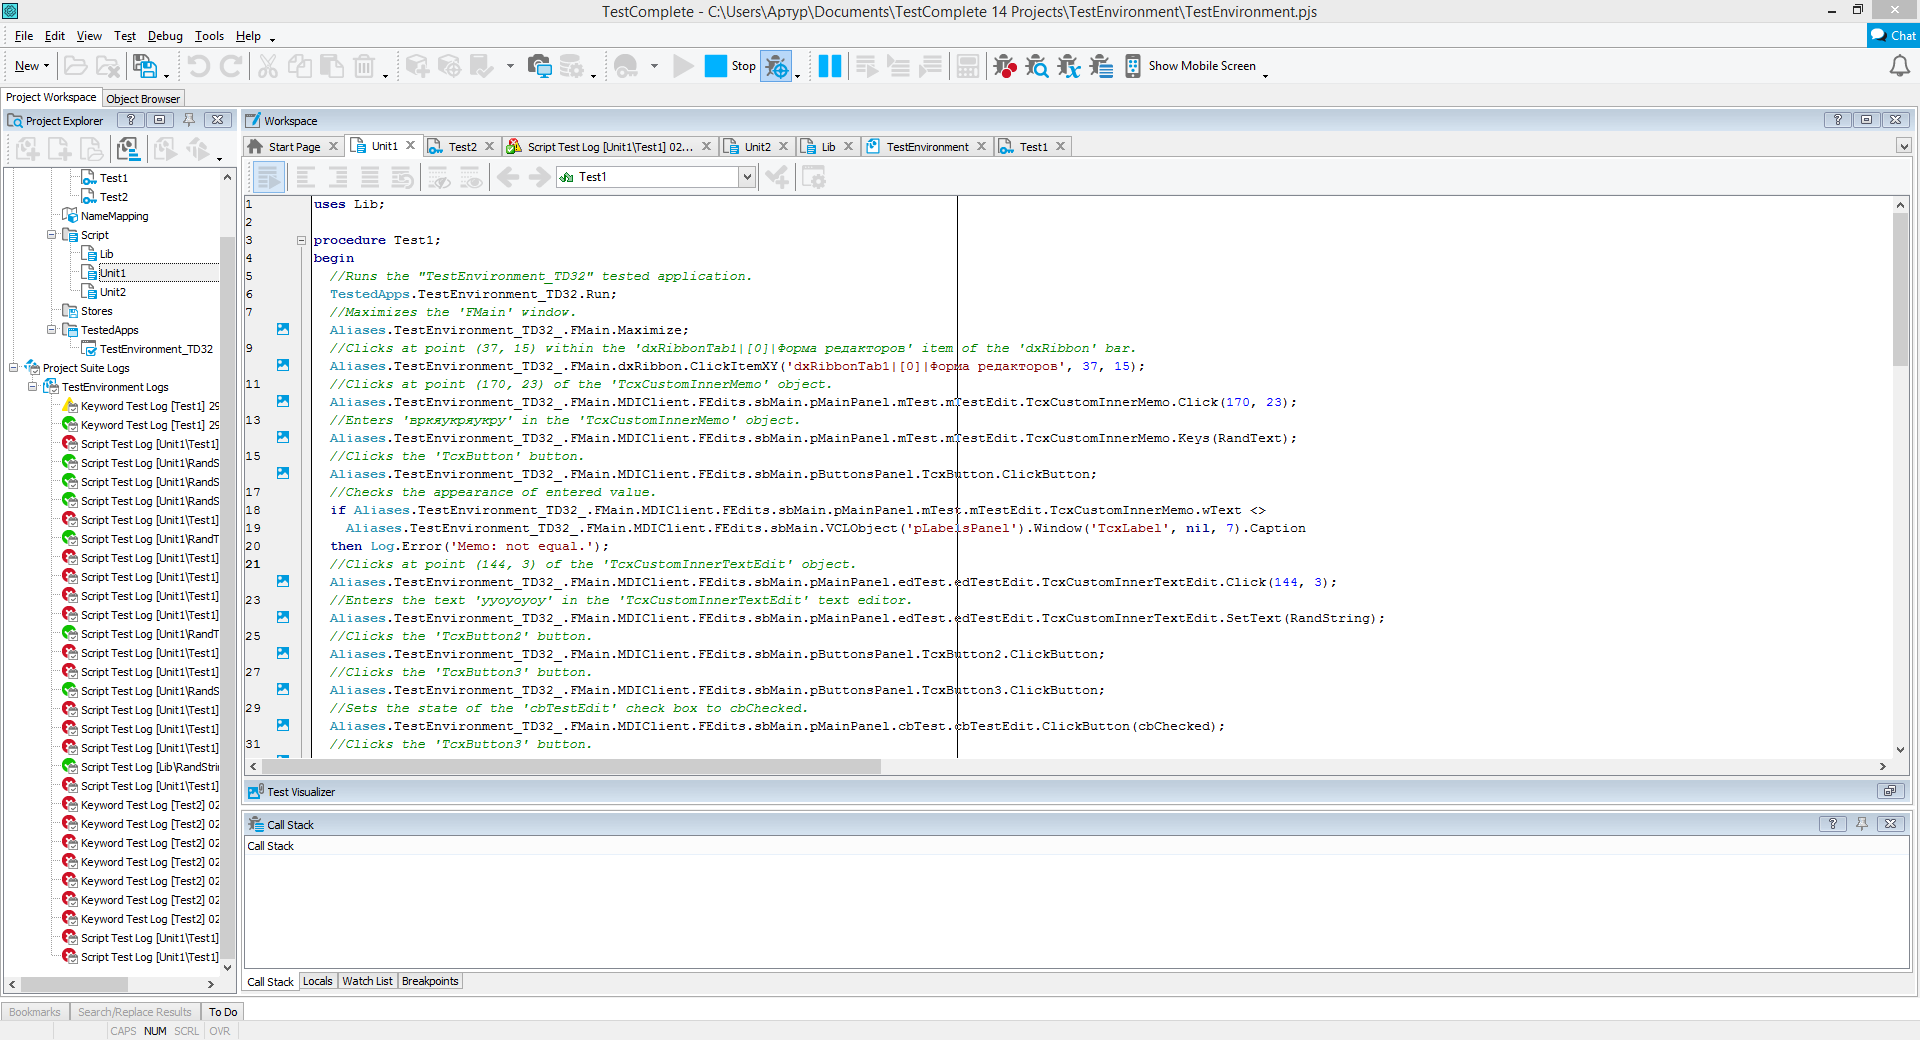 TestComplete - C:\Users\Артур\Documents\TestComplete 14 Projects\TestEnvironment\TestEnvironment.pjs
File Edit View Test Debug Tools Help
Chat
New Stop Show Mobile Screen
Project Workspace Object Browser
Project Explorer
Workspace
Start Page Unit1 Test2 Script Test Log [Unit1\Test1] 02... Unit2 Lib TestEnvironment Test1
Test1
Test1
Test2
NameMapping
Script
Lib
Unit1
Unit2
Stores
TestedApps
TestEnvironment_TD32
Project Suite Logs
TestEnvironment Logs
Keyword Test Log [Test1] 29
Keyword Test Log [Test1] 29
Script Test Log [Unit1\Test1]
Script Test Log [Unit1\RandS
Script Test Log [Unit1\RandS
Script Test Log [Unit1\RandS
Script Test Log [Unit1\Test1]
Script Test Log [Unit1\RandT
Script Test Log [Unit1\Test1]
Script Test Log [Unit1\Test1]
Script Test Log [Unit1\Test1]
Script Test Log [Unit1\Test1]
Script Test Log [Unit1\RandT
Script Test Log [Unit1\Test1]
Script Test Log [Unit1\Test1]
Script Test Log [Unit1\RandS
Script Test Log [Unit1\Test1]
Script Test Log [Unit1\Test1]
Script Test Log [Unit1\Test1]
Script Test Log [Lib\RandStri
Script Test Log [Unit1\Test1]
Keyword Test Log [Test2] 02
Keyword Test Log [Test2] 02
Keyword Test Log [Test2] 02
Keyword Test Log [Test2] 02
Keyword Test Log [Test2] 02
Keyword Test Log [Test2] 02
Keyword Test Log [Test2] 02
Script Test Log [Unit1\Test1]
Script Test Log [Unit1\Test1]
1 uses Lib;
2
3 procedure Test1;
4 begin
5 //Runs the "TestEnvironment_TD32" tested application.
6 TestedApps.TestEnvironment_TD32.Run;
7 //Maximizes the 'FMain' window.
Aliases.TestEnvironment_TD32_.FMain.Maximize;
9 //Clicks at point (37, 15) within the 'dxRibbonTab1|[0]|Форма редакторов' item of the 'dxRibbon' bar.
Aliases.TestEnvironment_TD32_.FMain.dxRibbon.ClickItemXY('dxRibbonTab1|[0]|Форма редакторов', 37, 15);
11 //Clicks at point (170, 23) of the 'TcxCustomInnerMemo' object.
Aliases.TestEnvironment_TD32_.FMain.MDIClient.FEdits.sbMain.pMainPanel.mTest.mTestEdit.TcxCustomInnerMemo.Click(170, 23);
13 //Enters 'вркяукряукру' in the 'TcxCustomInnerMemo' object.
Aliases.TestEnvironment_TD32_.FMain.MDIClient.FEdits.sbMain.pMainPanel.mTest.mTestEdit.TcxCustomInnerMemo.Keys(RandText);
15 //Clicks the 'TcxButton' button.
Aliases.TestEnvironment_TD32_.FMain.MDIClient.FEdits.sbMain.pButtonsPanel.TcxButton.ClickButton;
17 //Checks the appearance of entered value.
18 if Aliases.TestEnvironment_TD32_.FMain.MDIClient.FEdits.sbMain.pMainPanel.mTest.mTestEdit.TcxCustomInnerMemo.wText <>
19 Aliases.TestEnvironment_TD32_.FMain.MDIClient.FEdits.sbMain.VCLObject('pLabelsPanel').Window('TcxLabel', nil, 7).Caption
20 then Log.Error('Memo: not equal.');
21 //Clicks at point (144, 3) of the 'TcxCustomInnerTextEdit' object.
Aliases.TestEnvironment_TD32_.FMain.MDIClient.FEdits.sbMain.pMainPanel.edTest.edTestEdit.TcxCustomInnerTextEdit.Click(144, 3);
23 //Enters the text 'ууоуоуоу' in the 'TcxCustomInnerTextEdit' text editor.
Aliases.TestEnvironment_TD32_.FMain.MDIClient.FEdits.sbMain.pMainPanel.edTest.edTestEdit.TcxCustomInnerTextEdit.SetText(RandString);
25 //Clicks the 'TcxButton2' button.
Aliases.TestEnvironment_TD32_.FMain.MDIClient.FEdits.sbMain.pButtonsPanel.TcxButton2.ClickButton;
27 //Clicks the 'TcxButton3' button.
Aliases.TestEnvironment_TD32_.FMain.MDIClient.FEdits.sbMain.pButtonsPanel.TcxButton3.ClickButton;
29 //Sets the state of the 'cbTestEdit' check box to cbChecked.
Aliases.TestEnvironment_TD32_.FMain.MDIClient.FEdits.sbMain.pMainPanel.cbTest.cbTestEdit.ClickButton(cbChecked);
31 //Clicks the 'TcxButton3' button.
Test Visualizer
Call Stack
Call Stack
Call Stack Locals Watch List Breakpoints
Bookmarks Search/Replace Results To Do
CAPS NUM SCRL OVR